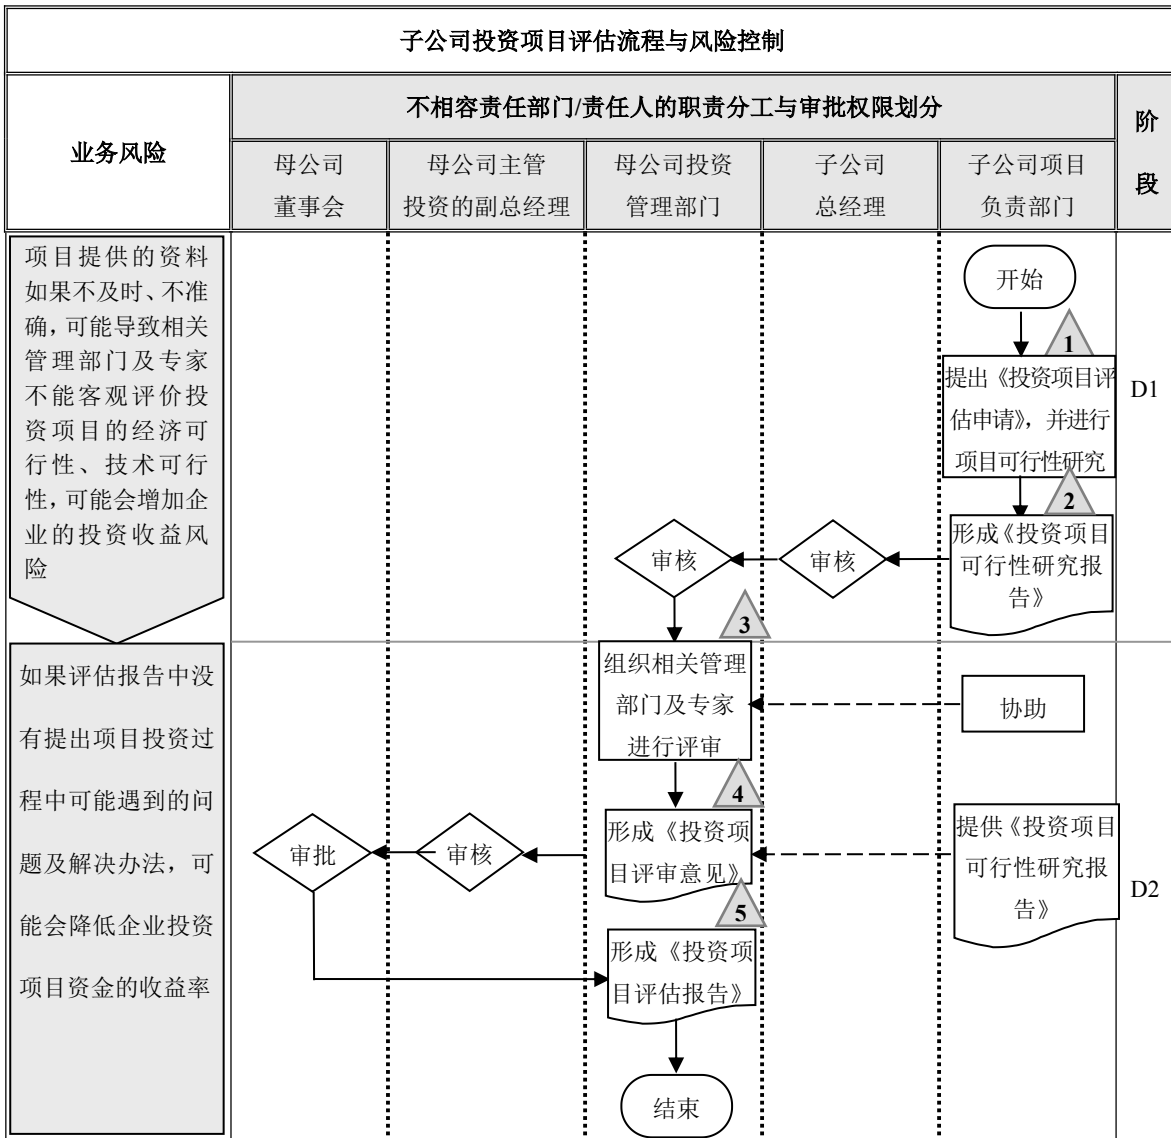 子公司投资项目评估流程与风险控制
业务风险
不相容责任部门/责任人的职责分工与审批权限划分
阶
段
母公司
董事会
母公司主管
投资的副总经理
母公司投资
管理部门
子公司
总经理
子公司项目
负责部门
项目提供的资料
如果不及时、不准
确，可能导致相关
管理部门及专家
不能客观评价投
资项目的经济可
行性、技术可行
性，可能会增加企
业的投资收益风
险
开始
1
提出《投资项目评
估申请》，并进行
项目可行性研究
D1
2
形成《投资项目
可行性研究报
告》
审核
审核
3
如果评估报告中没
有提出项目投资过
程中可能遇到的问
题及解决办法，可
能会降低企业投资
项目资金的收益率
组织相关管理
部门及专家
进行评审
协助
4
审批
审核
形成《投资项
目评审意见》
提供《投资项目
可行性研究报
告》
D2
5
形成《投资项
目评估报告》
结束